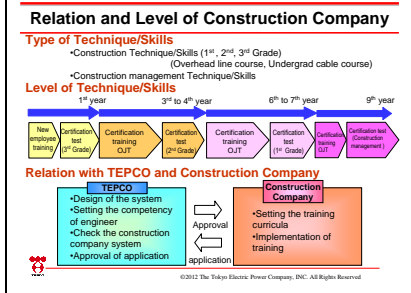 Relation and Level of Construction Company
Type of Technique/Skills
•Construction Technique/Skills (1st, 2nd, 3rd Grade)
(Overhead line course, Undergrad cable course)
•Construction management Technique/Skills
Level of Technique/Skills
1st year
3rd to 4th year
6th to 7th year
9th year
New
employee
training
Certification
test
(3rd Grade)
Certification
training
OJT
Certification
test
(2nd Grade)
Certification
training
OJT
Certification
test
(1st Grade)
Certification
training
OJT
Certification test
(Construction
management )
Relation with TEPCO and Construction Company
TEPCO
•Design of the system
•Setting the competency
of engineer
•Check the construction
company system
•Approval of application
Approval
application
Construction
Company
•Setting the training
curricula
•Implementation of
training
©2012 The Tokyo Electric Power Company, INC. All Rights Reserved